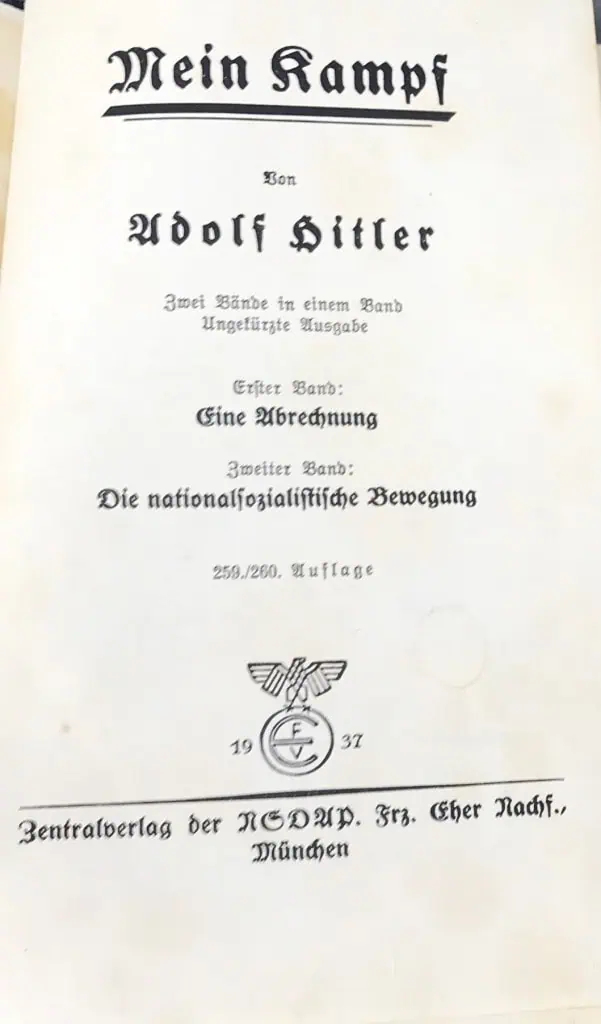 Mein Kampf
Von
Adolf Hitler
Zwei Bände in einem Band
Ungekürzte Ausgabe
Erster Band:
Eine Abrechnung
Zweiter Band:
Die nationalsozialistische Bewegung
259./260. Auflage
19 FEV 37
Zentralverlag der NSDAP. Frz. Eher Nachf.,
München